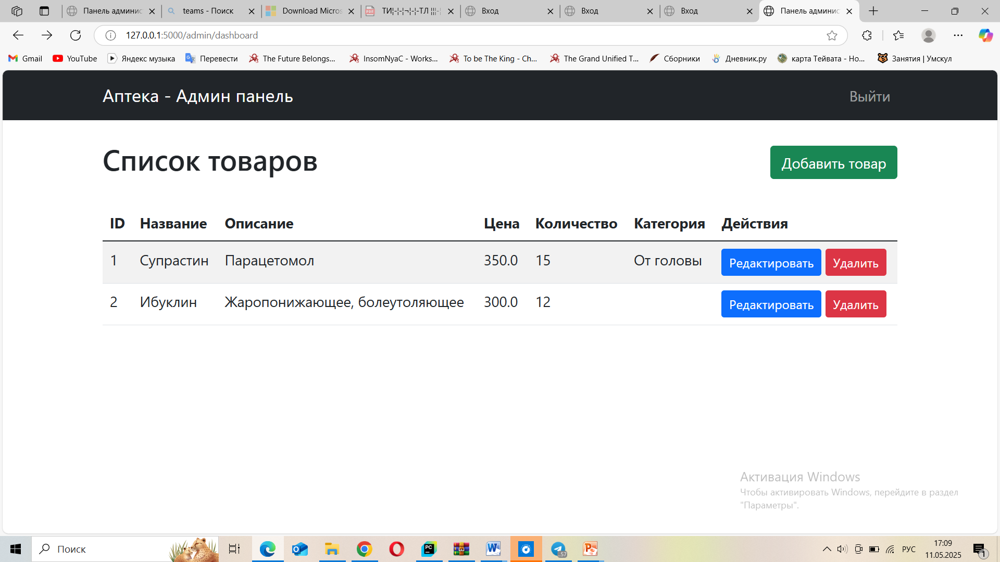 Панель админис
teams - Поиск
Download Micros
Вход
Вход
Вход
Панель админис
127.0.0.1:5000/admin/dashboard
Gmail
YouTube
Яндекс музыка
Перевести
The Future Belongs...
InsomNyaC - Works...
To be The King - Ch...
The Grand Unified T...
Сборники
Дневник.ру
карта Тейвата - Но...
Занятия | Умскул
Аптека - Админ панель
Выйти
Список товаров
Добавить товар
ID Название Описание Цена Количество Категория Действия
1 Супрастин Парацетомол 350.0 15 От головы Редактировать Удалить
2 Ибуклин Жаропонижающее, болеутоляющее 300.0 12 Редактировать Удалить
Активация Windows
Чтобы активировать Windows, перейдите в раздел
"Параметры".
Поиск
РУС
17:09
11.05.2025
1